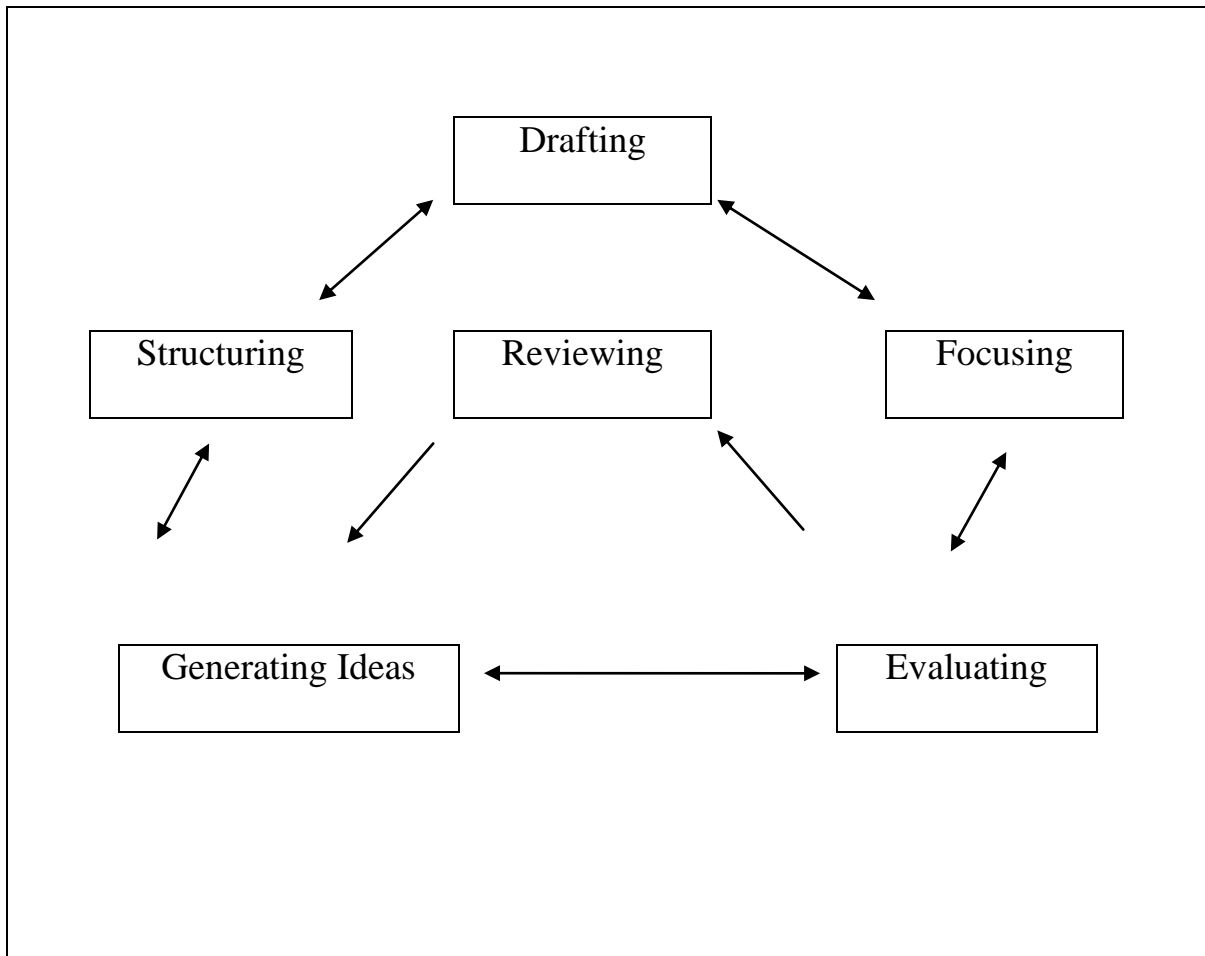 Drafting
Structuring
Reviewing
Focusing
Generating Ideas
Evaluating